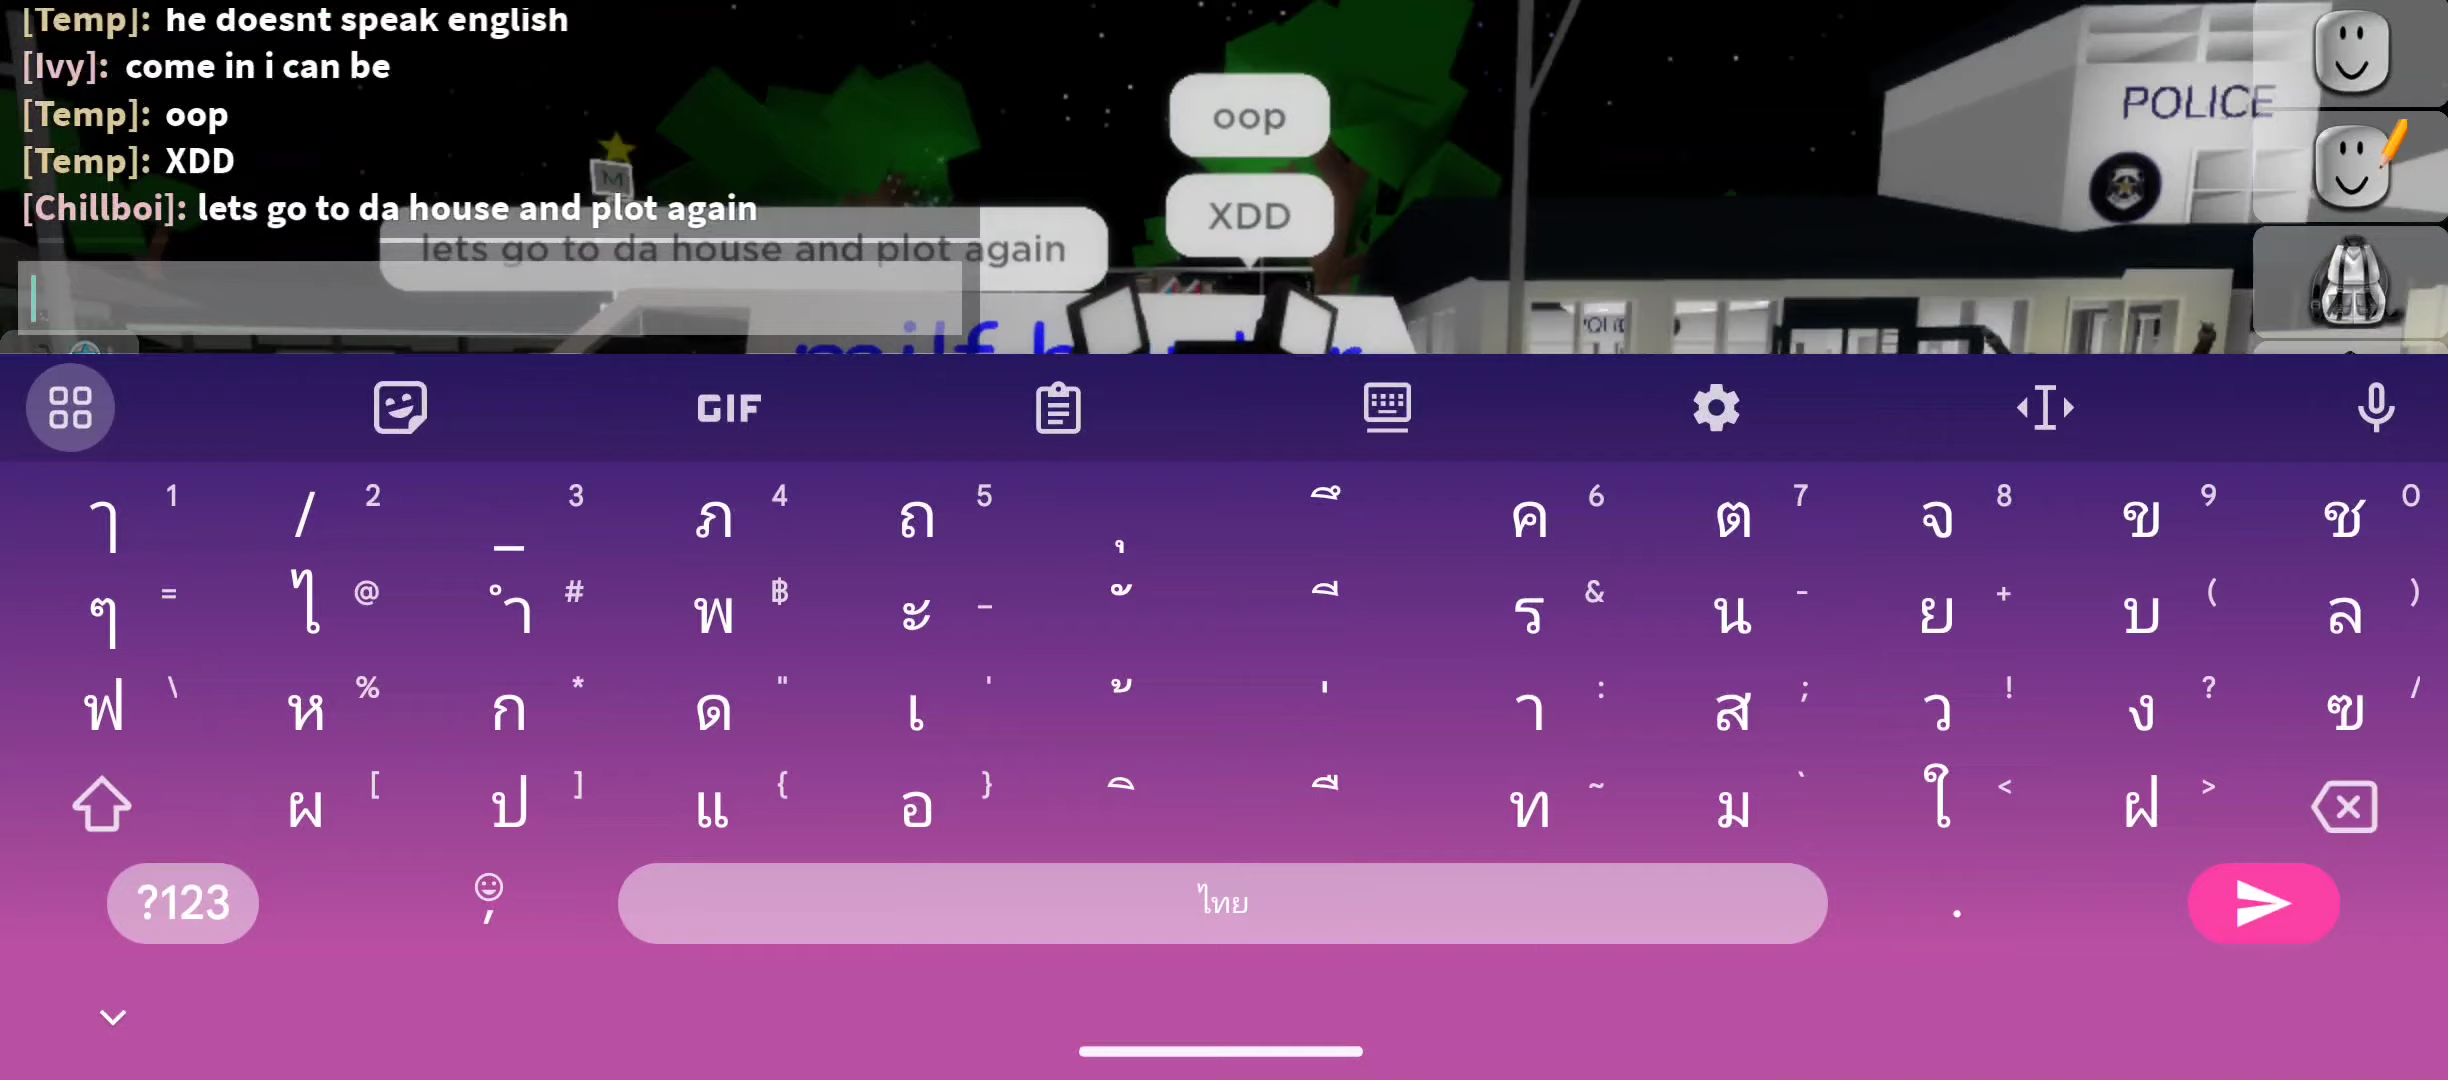 [Temp]: he doesnt speak english
[Ivy]: come in i can be
[Temp]: oop
[Temp]: XDD
[Chillboi]: lets go to da house and plot again
oop
XDD
lets go to da house and plot again
M
POLICE
GIF
ๅ 1 / 2 _ 3 ภ 4 ถ 5 ุ ึ ค 6 ต 7 จ 8 ข 9 ช 0
ๆ = ไ @ ำ # พ ฿ ะ _ ั ี ร & น - ย + บ ( ล )
ฟ \ ห % ก * ด " เ ' ้ ่ า : ส ; ว ! ง ? ฃ /
ผ [ ป ] แ { อ } ิ ื ท ~ ม ` ใ < ฝ >
?123 , ไทย .